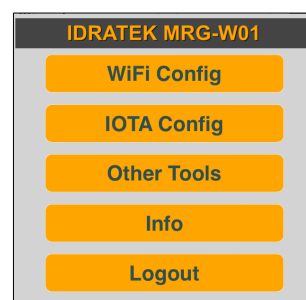 IDRATEK MRG-W01
WiFi Config
IOTA Config
Other Tools
Info
Logout